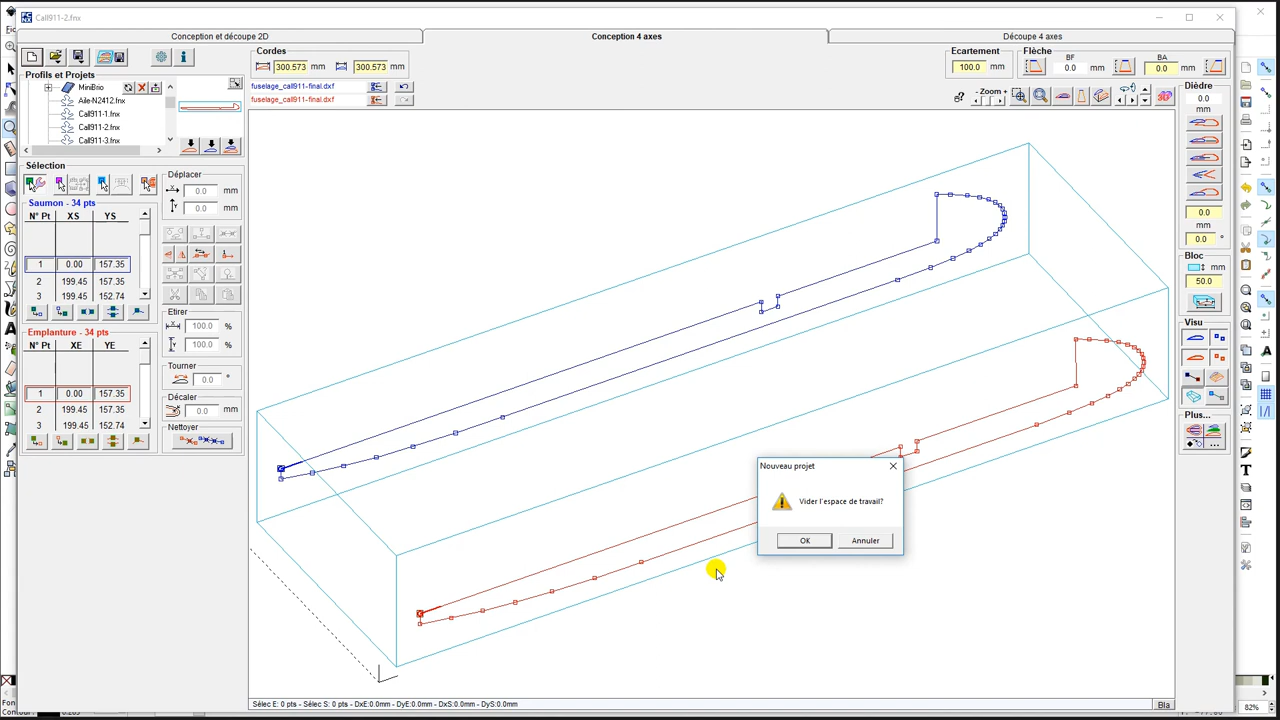 Call911-2.fnx
Fic
Conception et découpe 2D
Conception 4 axes
Découpe 4 axes
Cordes
300.573 mm
300.573 mm
Ecartement
100.0 mm
Flèche
BF
0.0
mm
BA
0.0
mm
Profils et Projets
MiniBrio
Aile-N2412.fnx
Call911-1.fnx
Call911-2.fnx
Call911-3.fnx
fuselage_call911-final.dxf
fuselage_call911-final.dxf
Zoom
Dièdre
0.0
mm
0.0
mm
0.0 °
Bloc
mm
50.0
Visu
Plus...
Sélection
Saumon - 34 pts
N° Pt XS YS
1 0.00 157.35
2 199.45 157.35
3 199.45 152.74
Emplanture - 34 pts
N° Pt XE YE
1 0.00 157.35
2 199.45 157.35
3 199.45 152.74
Déplacer
X 0.0 mm
Y 0.0 mm
Etirer
X 100.0 %
Y 100.0 %
Tourner
0.0 °
Décaler
0.0 mm
Nettoyer
Nouveau projet
Vider l'espace de travail?
OK
Annuler
Sélec E: 0 pts - Sélec S: 0 pts - DxE:0.0mm - DyE:0.0mm - DxS:0.0mm - DyS:0.0mm
Bla
Fon
Contour:
82%